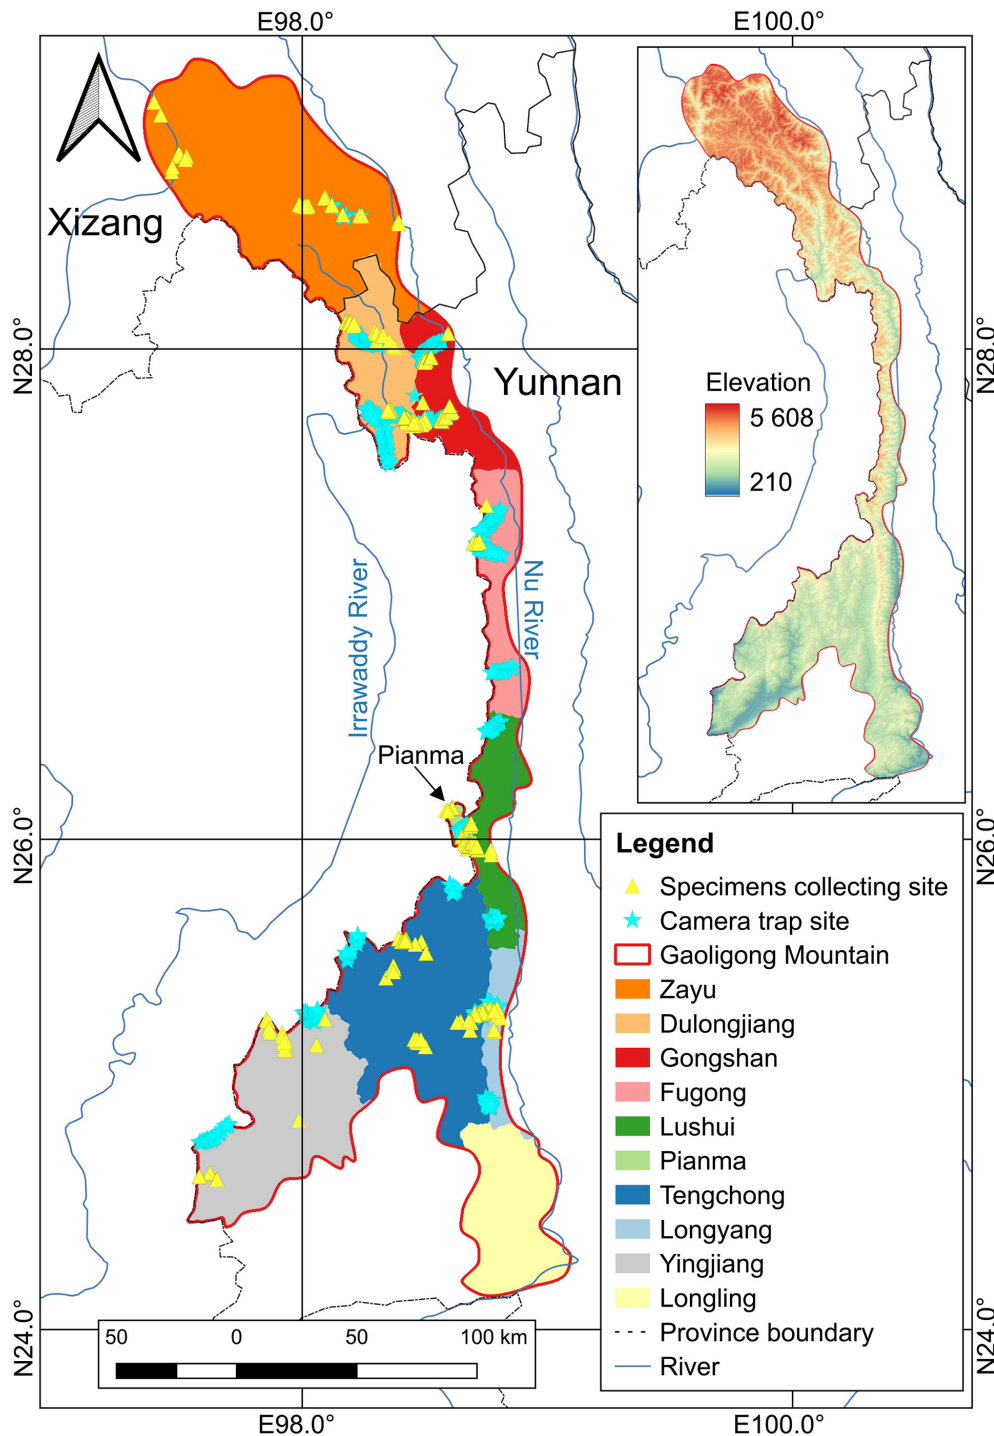 E98.0°
E100.0°
Xizang
N28.0°
N28.0°
Yunnan
Elevation
5 608
210
Irrawaddy River
Nu River
Pianma
N26.0°
N26.0°
Legend
Specimens collecting site
Camera trap site
Gaoligong Mountain
Zayu
Dulongjiang
Gongshan
Fugong
Lushui
Pianma
Tengchong
Longyang
Yingjiang
Longling
Province boundary
River
50 0 50 100 km
N24.0°
N24.0°
E98.0°
E100.0°